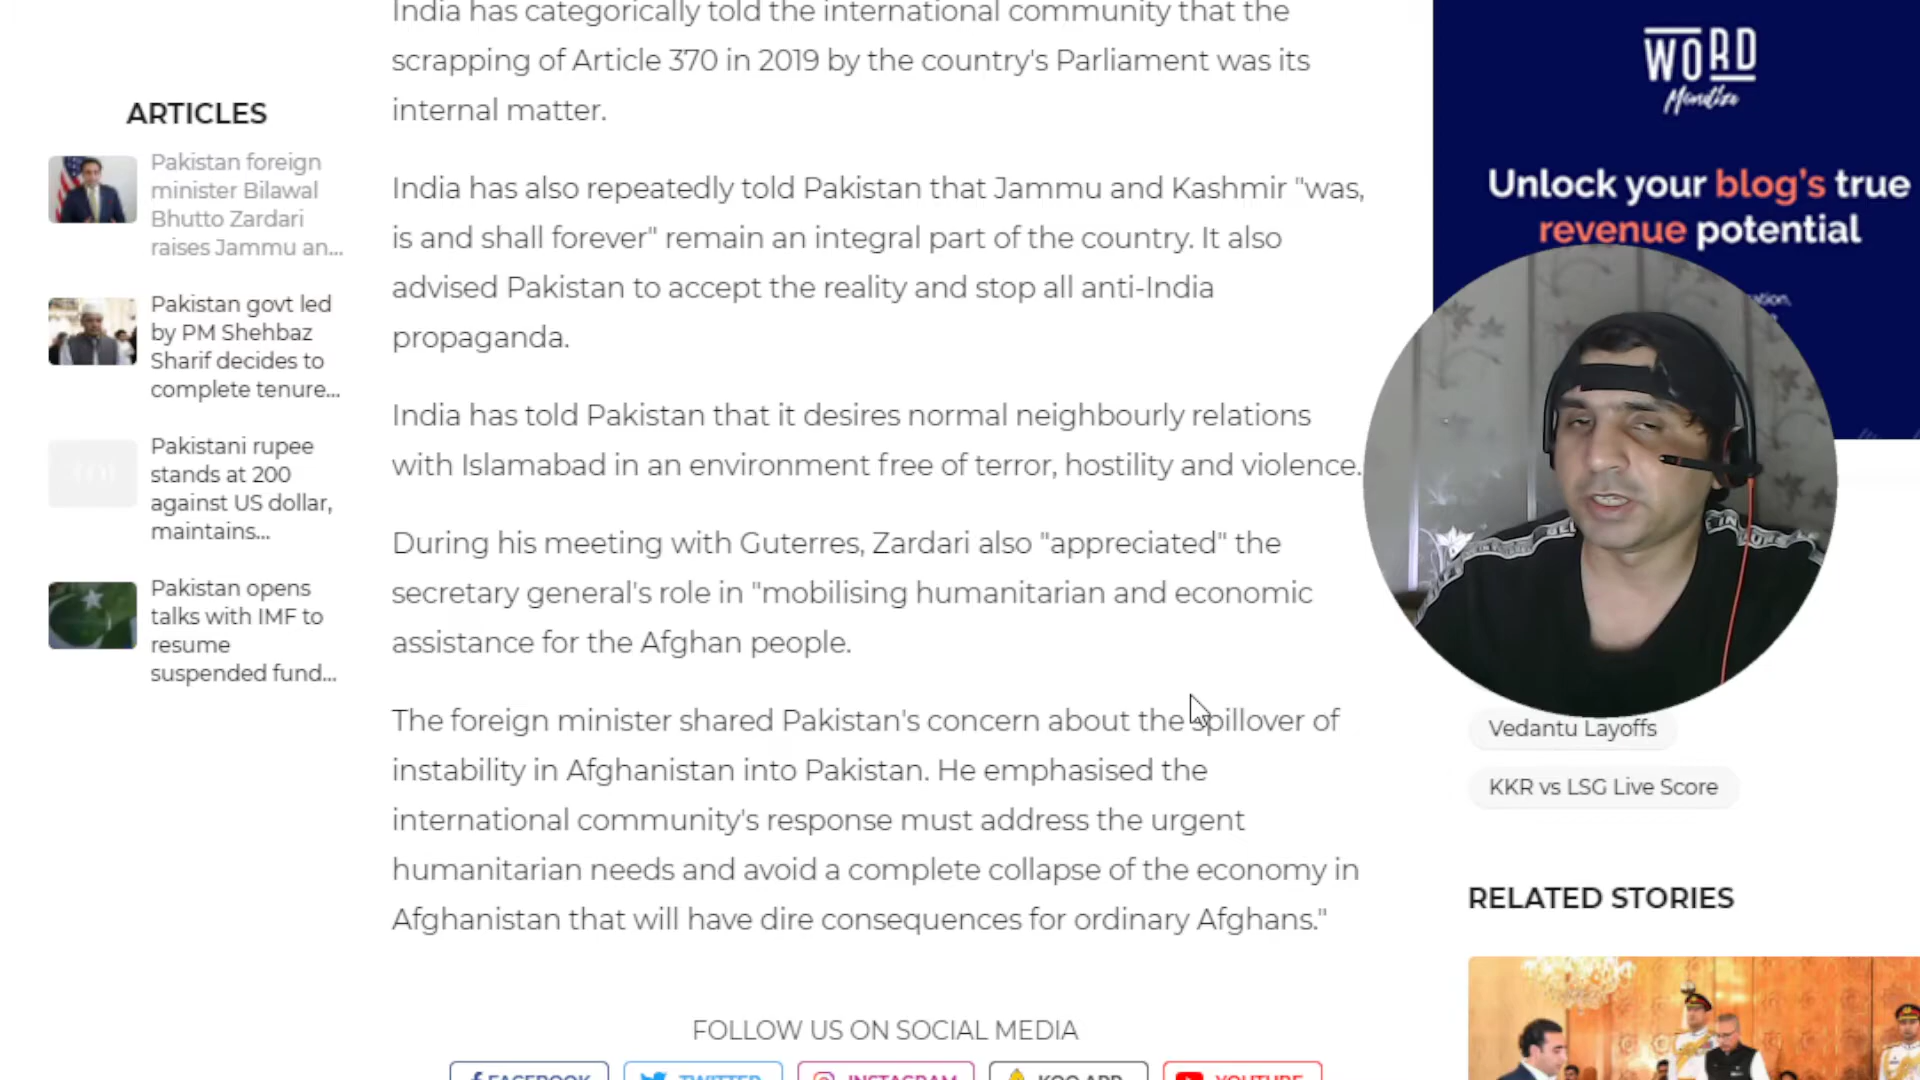 India has categorically told the international community that the
scrapping of Article 370 in 2019 by the country's Parliament was its
internal matter.
India has also repeatedly told Pakistan that Jammu and Kashmir "was,
is and shall forever" remain an integral part of the country. It also
advised Pakistan to accept the reality and stop all anti-India
propaganda.
India has told Pakistan that it desires normal neighbourly relations
with Islamabad in an environment free of terror, hostility and violence.
During his meeting with Guterres, Zardari also "appreciated" the
secretary general's role in "mobilising humanitarian and economic
assistance for the Afghan people.
The foreign minister shared Pakistan's concern about the spillover of
instability in Afghanistan into Pakistan. He emphasised the
international community's response must address the urgent
humanitarian needs and avoid a complete collapse of the economy in
Afghanistan that will have dire consequences for ordinary Afghans."
FOLLOW US ON SOCIAL MEDIA
FACEBOOK TWITTER INSTAGRAM KOO APP YOUTUBE
ARTICLES
Pakistan foreign
minister Bilawal
Bhutto Zardari
raises Jammu an...
Pakistan govt led
by PM Shehbaz
Sharif decides to
complete tenure...
Pakistani rupee
stands at 200
against US dollar,
maintains...
Pakistan opens
talks with IMF to
resume
suspended fund...
WORD
Monetize
Unlock your blog's true
revenue potential
Vedantu Layoffs
KKR vs LSG Live Score
RELATED STORIES